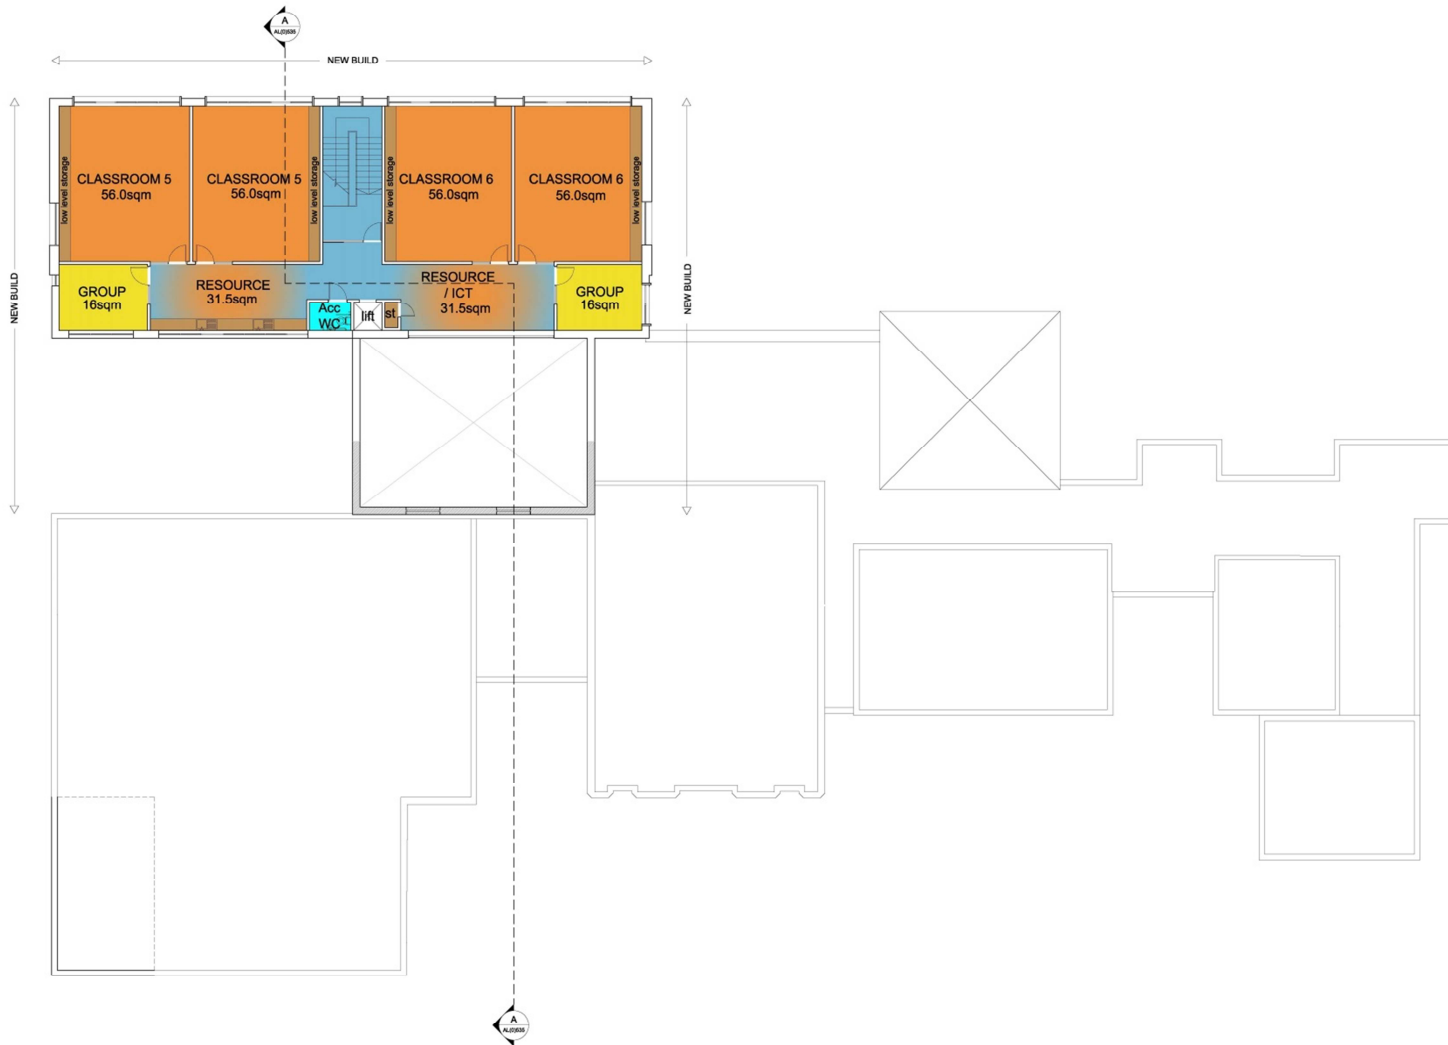 A
AL(0)635
NEW BUILD
low level storage
CLASSROOM 5
56.0sqm
CLASSROOM 5
56.0sqm
low level storage
low level storage
CLASSROOM 6
56.0sqm
CLASSROOM 6
56.0sqm
low level storage
GROUP
16sqm
RESOURCE
31.5sqm
Acc
WC
lift
st
RESOURCE
/ ICT
31.5sqm
GROUP
16sqm
NEW BUILD
NEW BUILD
A
AL(0)635